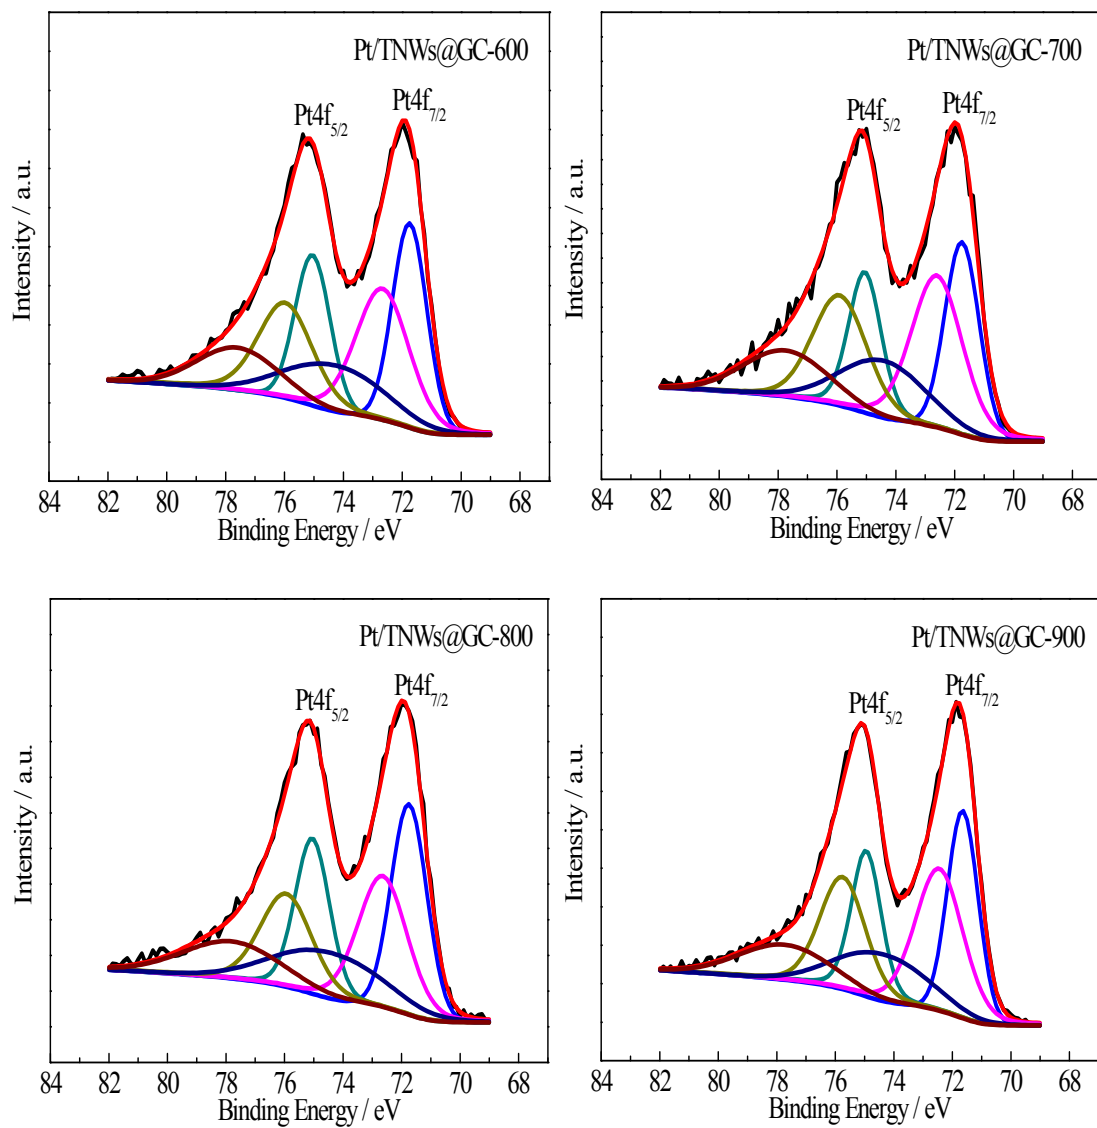 Pt/TNWs@GC-600
Pt4f5/2
Pt4f7/2
Intensity / a.u.
84 82 80 78 76 74 72 70 68
Binding Energy / eV
Pt/TNWs@GC-700
Pt4f5/2
Pt4f7/2
Intensity / a.u.
84 82 80 78 76 74 72 70 68
Binding Energy / eV
Pt/TNWs@GC-800
Pt4f5/2
Pt4f7/2
Intensity / a.u.
84 82 80 78 76 74 72 70 68
Binding Energy / eV
Pt/TNWs@GC-900
Pt4f5/2
Pt4f7/2
Intensity / a.u.
84 82 80 78 76 74 72 70 68
Binding Energy / eV